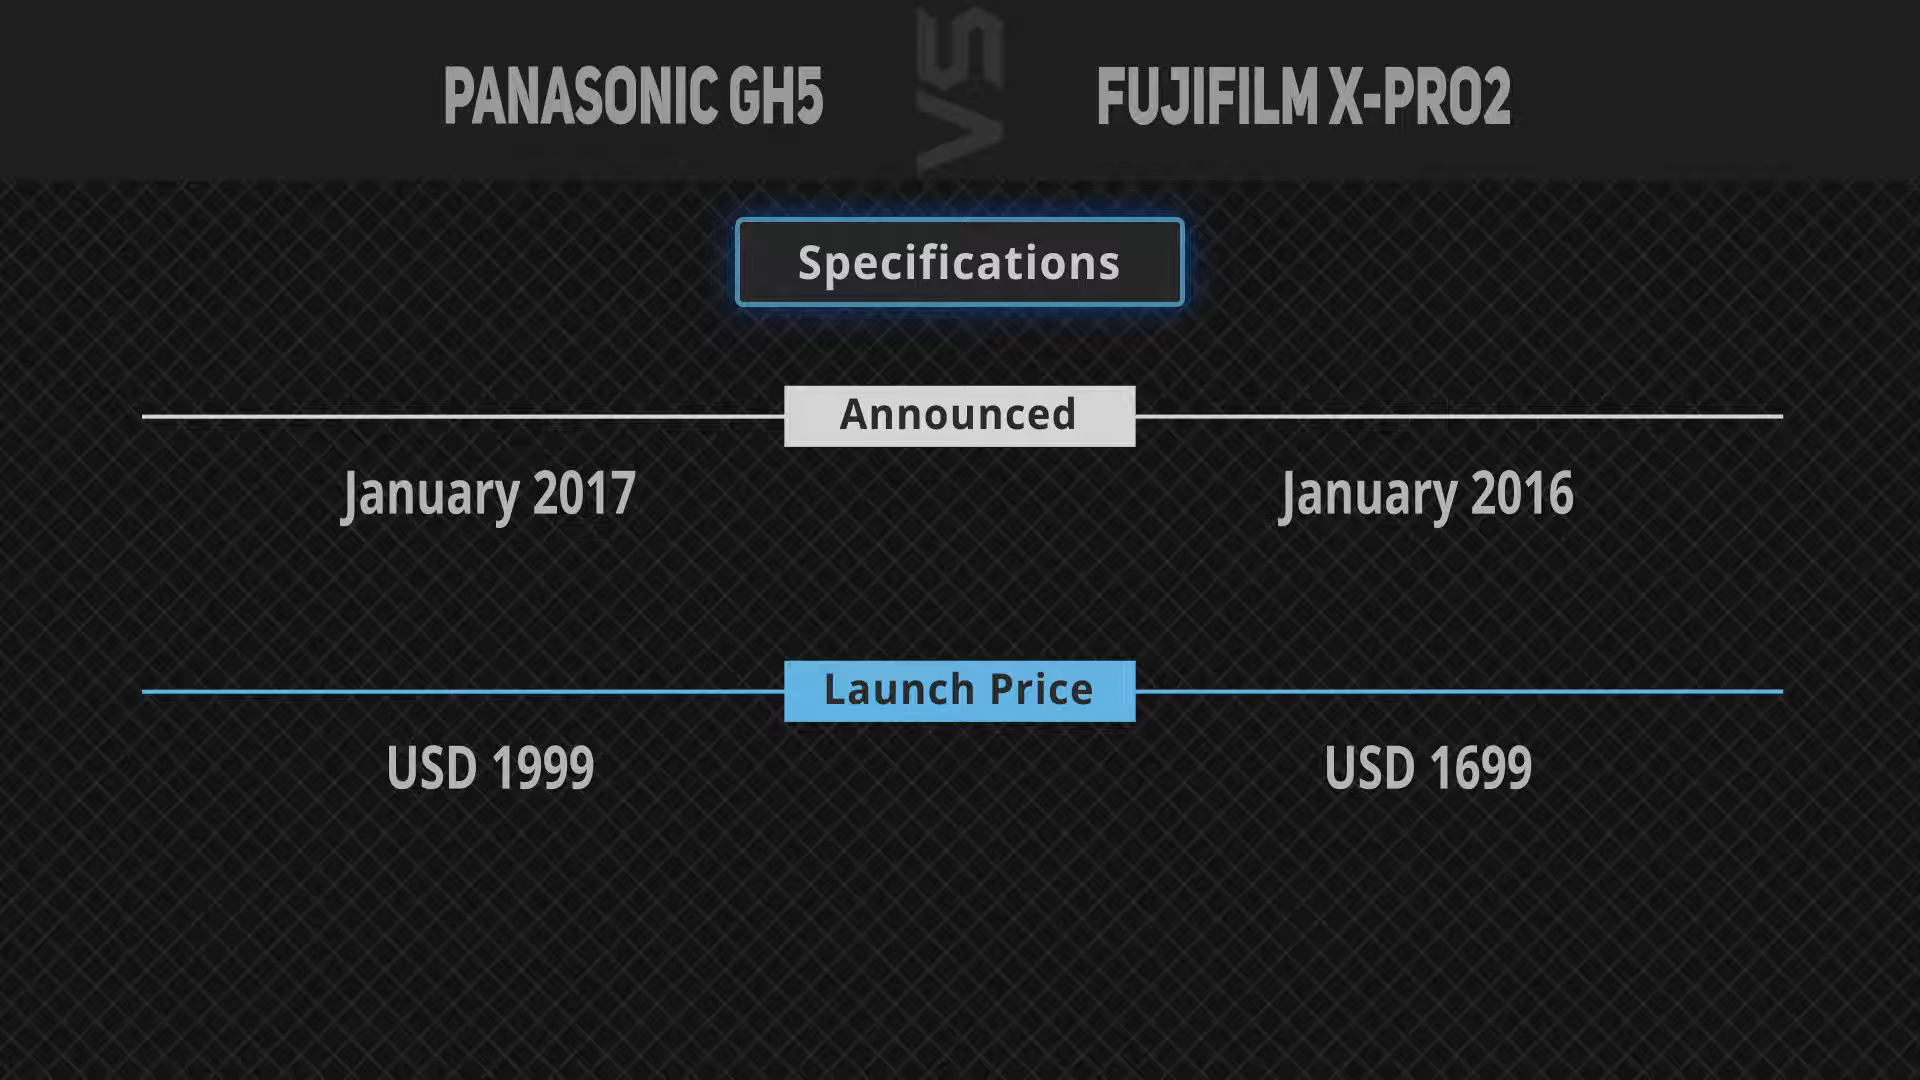 PANASONIC GH5
VS
FUJIFILM X-PRO2
Specifications
Announced
January 2017
January 2016
Launch Price
USD 1999
USD 1699